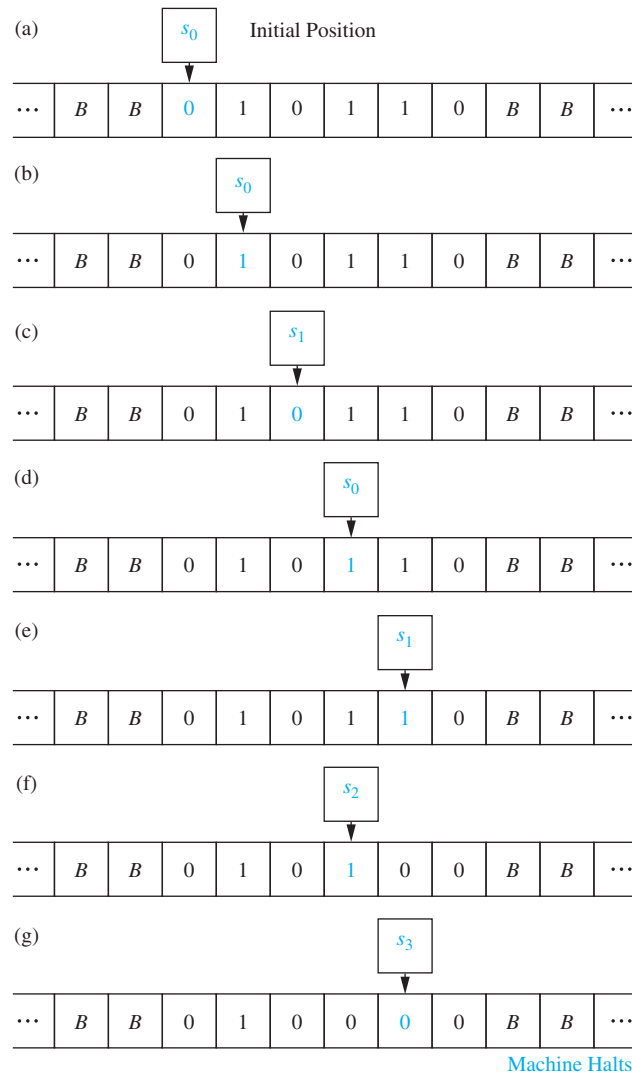 (a) s₀ Initial Position
... B B 0 1 0 1 1 0 B B ...
(b) s₀
... B B 0 1 0 1 1 0 B B ...
(c) s₁
... B B 0 1 0 1 1 0 B B ...
(d) s₀
... B B 0 1 0 1 1 0 B B ...
(e) s₁
... B B 0 1 0 1 1 0 B B ...
(f) s₂
... B B 0 1 0 1 0 0 B B ...
(g) s₃
... B B 0 1 0 0 0 0 B B ...
Machine Halts